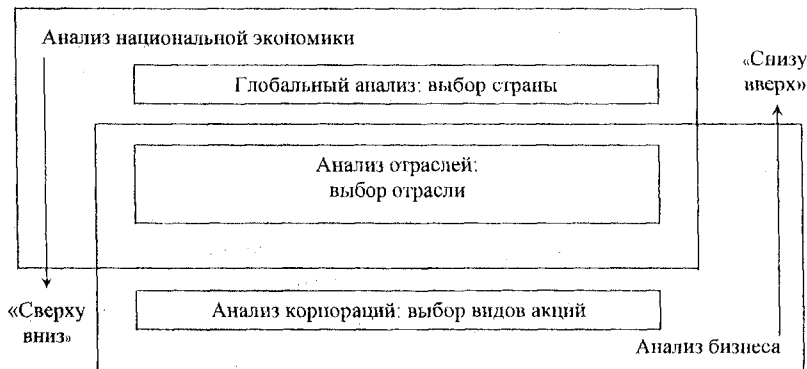 Анализ национальной экономики
«Снизу
вверх»
Глобальный анализ: выбор страны
Анализ отраслей:
выбор отрасли
«Сверху
вниз»
Анализ корпораций: выбор видов акций
Анализ бизнеса